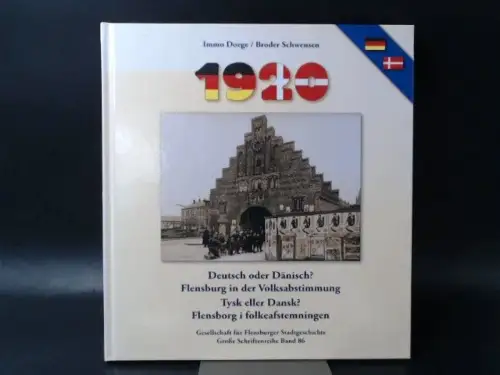 Immo Doege / Broder Schwensen
1920
Deutsch oder Dänisch?
Flensburg in der Volksabstimmung
Tysk eller Dansk?
Flensborg i folkeafstemningen
Gesellschaft für Flensburger Stadtgeschichte
Große Schriftenreihe Band 86